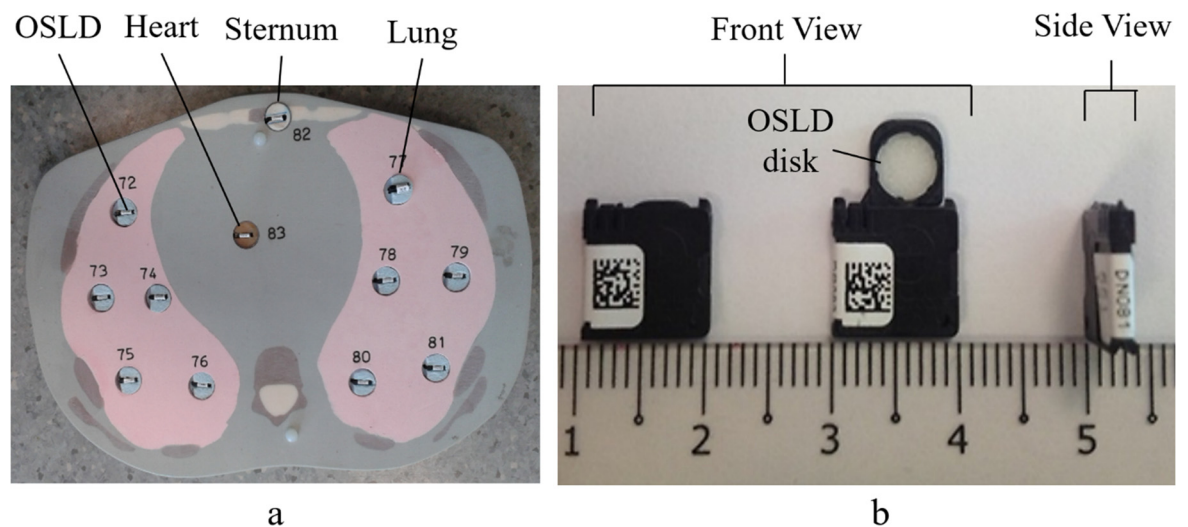 OSLD Heart Sternum Lung
72
77
82
83
73 74
78 79
75 76
80 81
a
Front View Side View
OSLD
disk
DN081
1 2 3 4 5
b